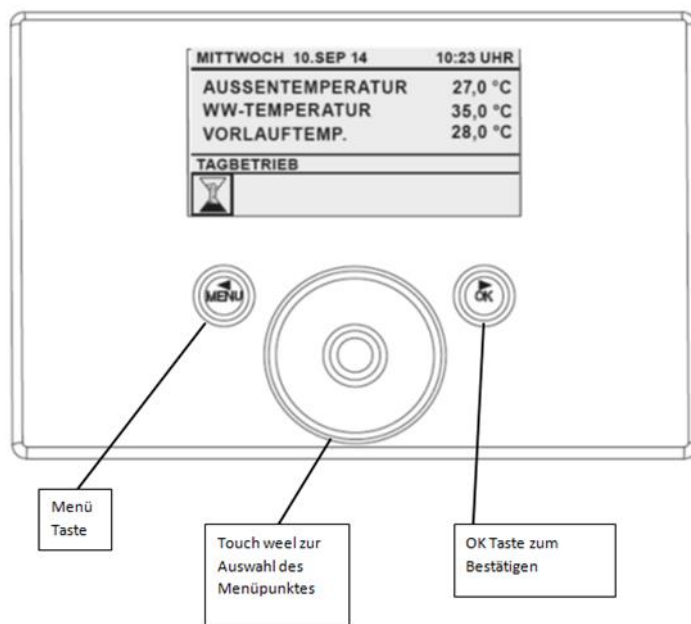 MITTWOCH 10.SEP 14 10:23 UHR
AUSSENTEMPERATUR 27,0 °C
WW-TEMPERATUR 35,0 °C
VORLAUFTEMP. 28,0 °C
TAGBETRIEB
MENU
OK
Menü
Taste
Touch weel zur
Auswahl des
Menüpunktes
OK Taste zum
Bestätigen